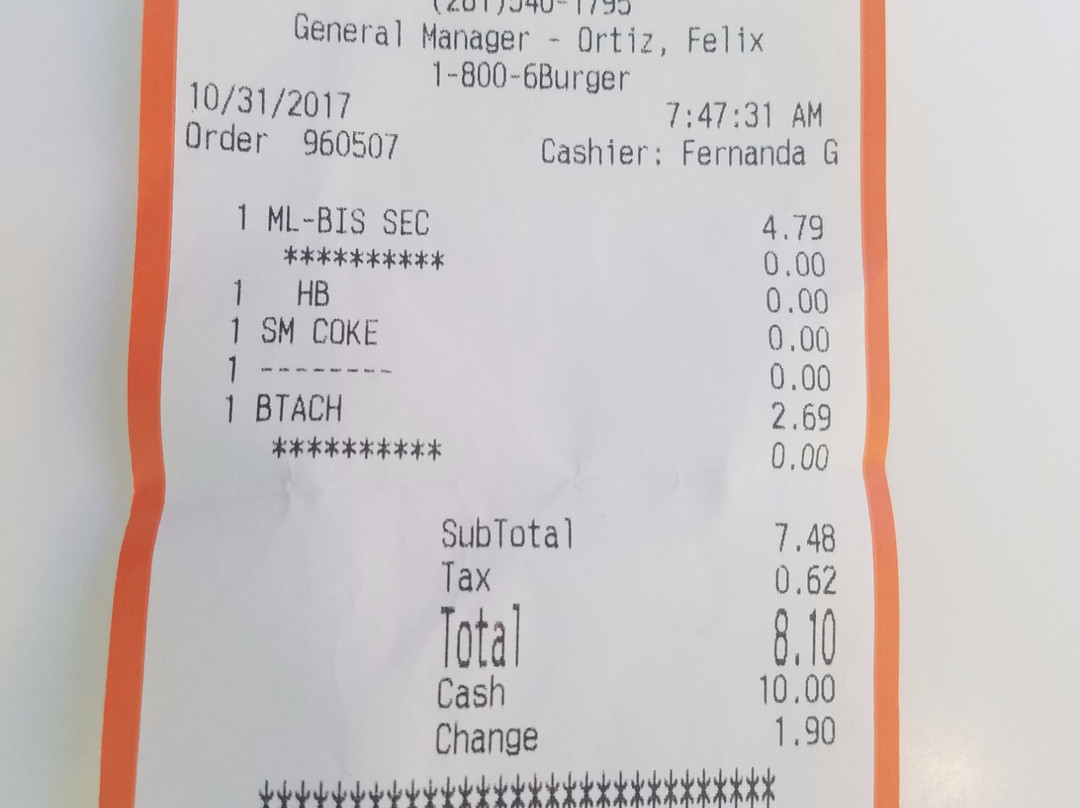 (281)540-1795
General Manager - Ortiz, Felix
1-800-6Burger
10/31/2017 7:47:31 AM
Order 960507 Cashier: Fernanda G
1 ML-BIS SEC 4.79
********** 0.00
1 HB 0.00
1 SM COKE 0.00
1 -------- 0.00
1 BTACH 2.69
********** 0.00
SubTotal 7.48
Tax 0.62
Total 8.10
Cash 10.00
Change 1.90
**********************************